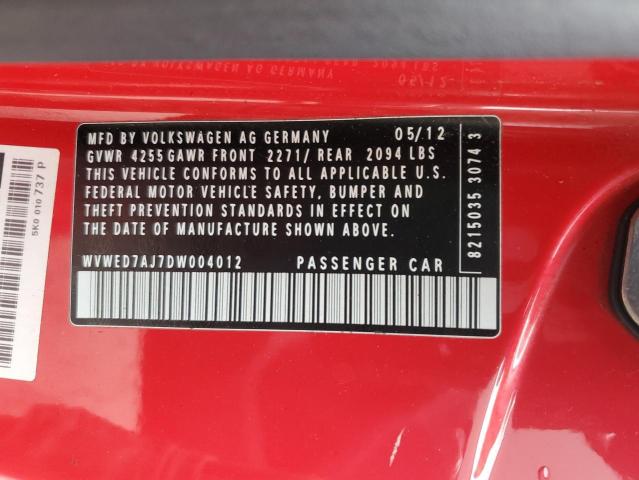 MFD BY VOLKSWAGEN AG GERMANY 05/12
GVWR 4255 GAWR FRONT 2271/ REAR 2094 LBS
THIS VEHICLE CONFORMS TO ALL APPLICABLE U.S.
FEDERAL MOTOR VEHICLE SAFETY, BUMPER AND
THEFT PREVENTION STANDARDS IN EFFECT ON
THE DATE OF MANUFACTURE SHOWN ABOVE.
WVWED7AJ7DW004012 PASSENGER CAR
8215035 3074 3
5K0 010 737 P